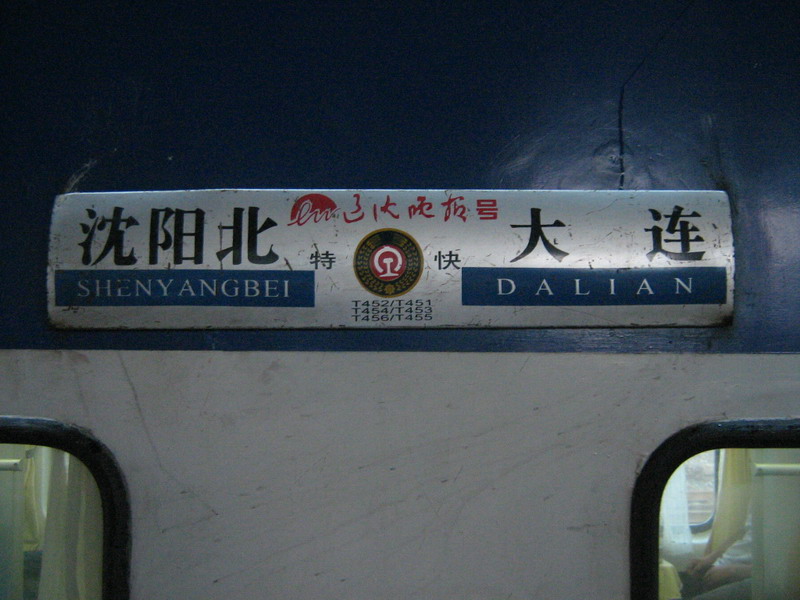 辽沈晚报号
沈阳北 大连
特 快
SHENYANGBEI DALIAN
T452/T451
T454/T453
T456/T455